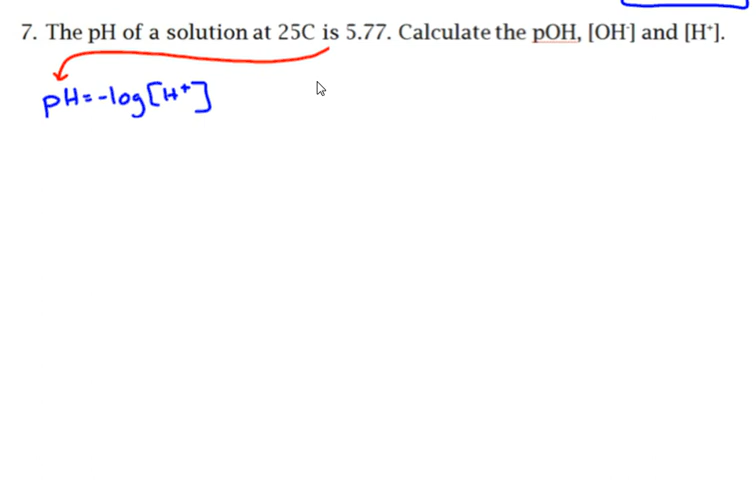 7. The pH of a solution at 25C is 5.77. Calculate the pOH, [OH⁻] and [H⁺].
pH=-log[H⁺]